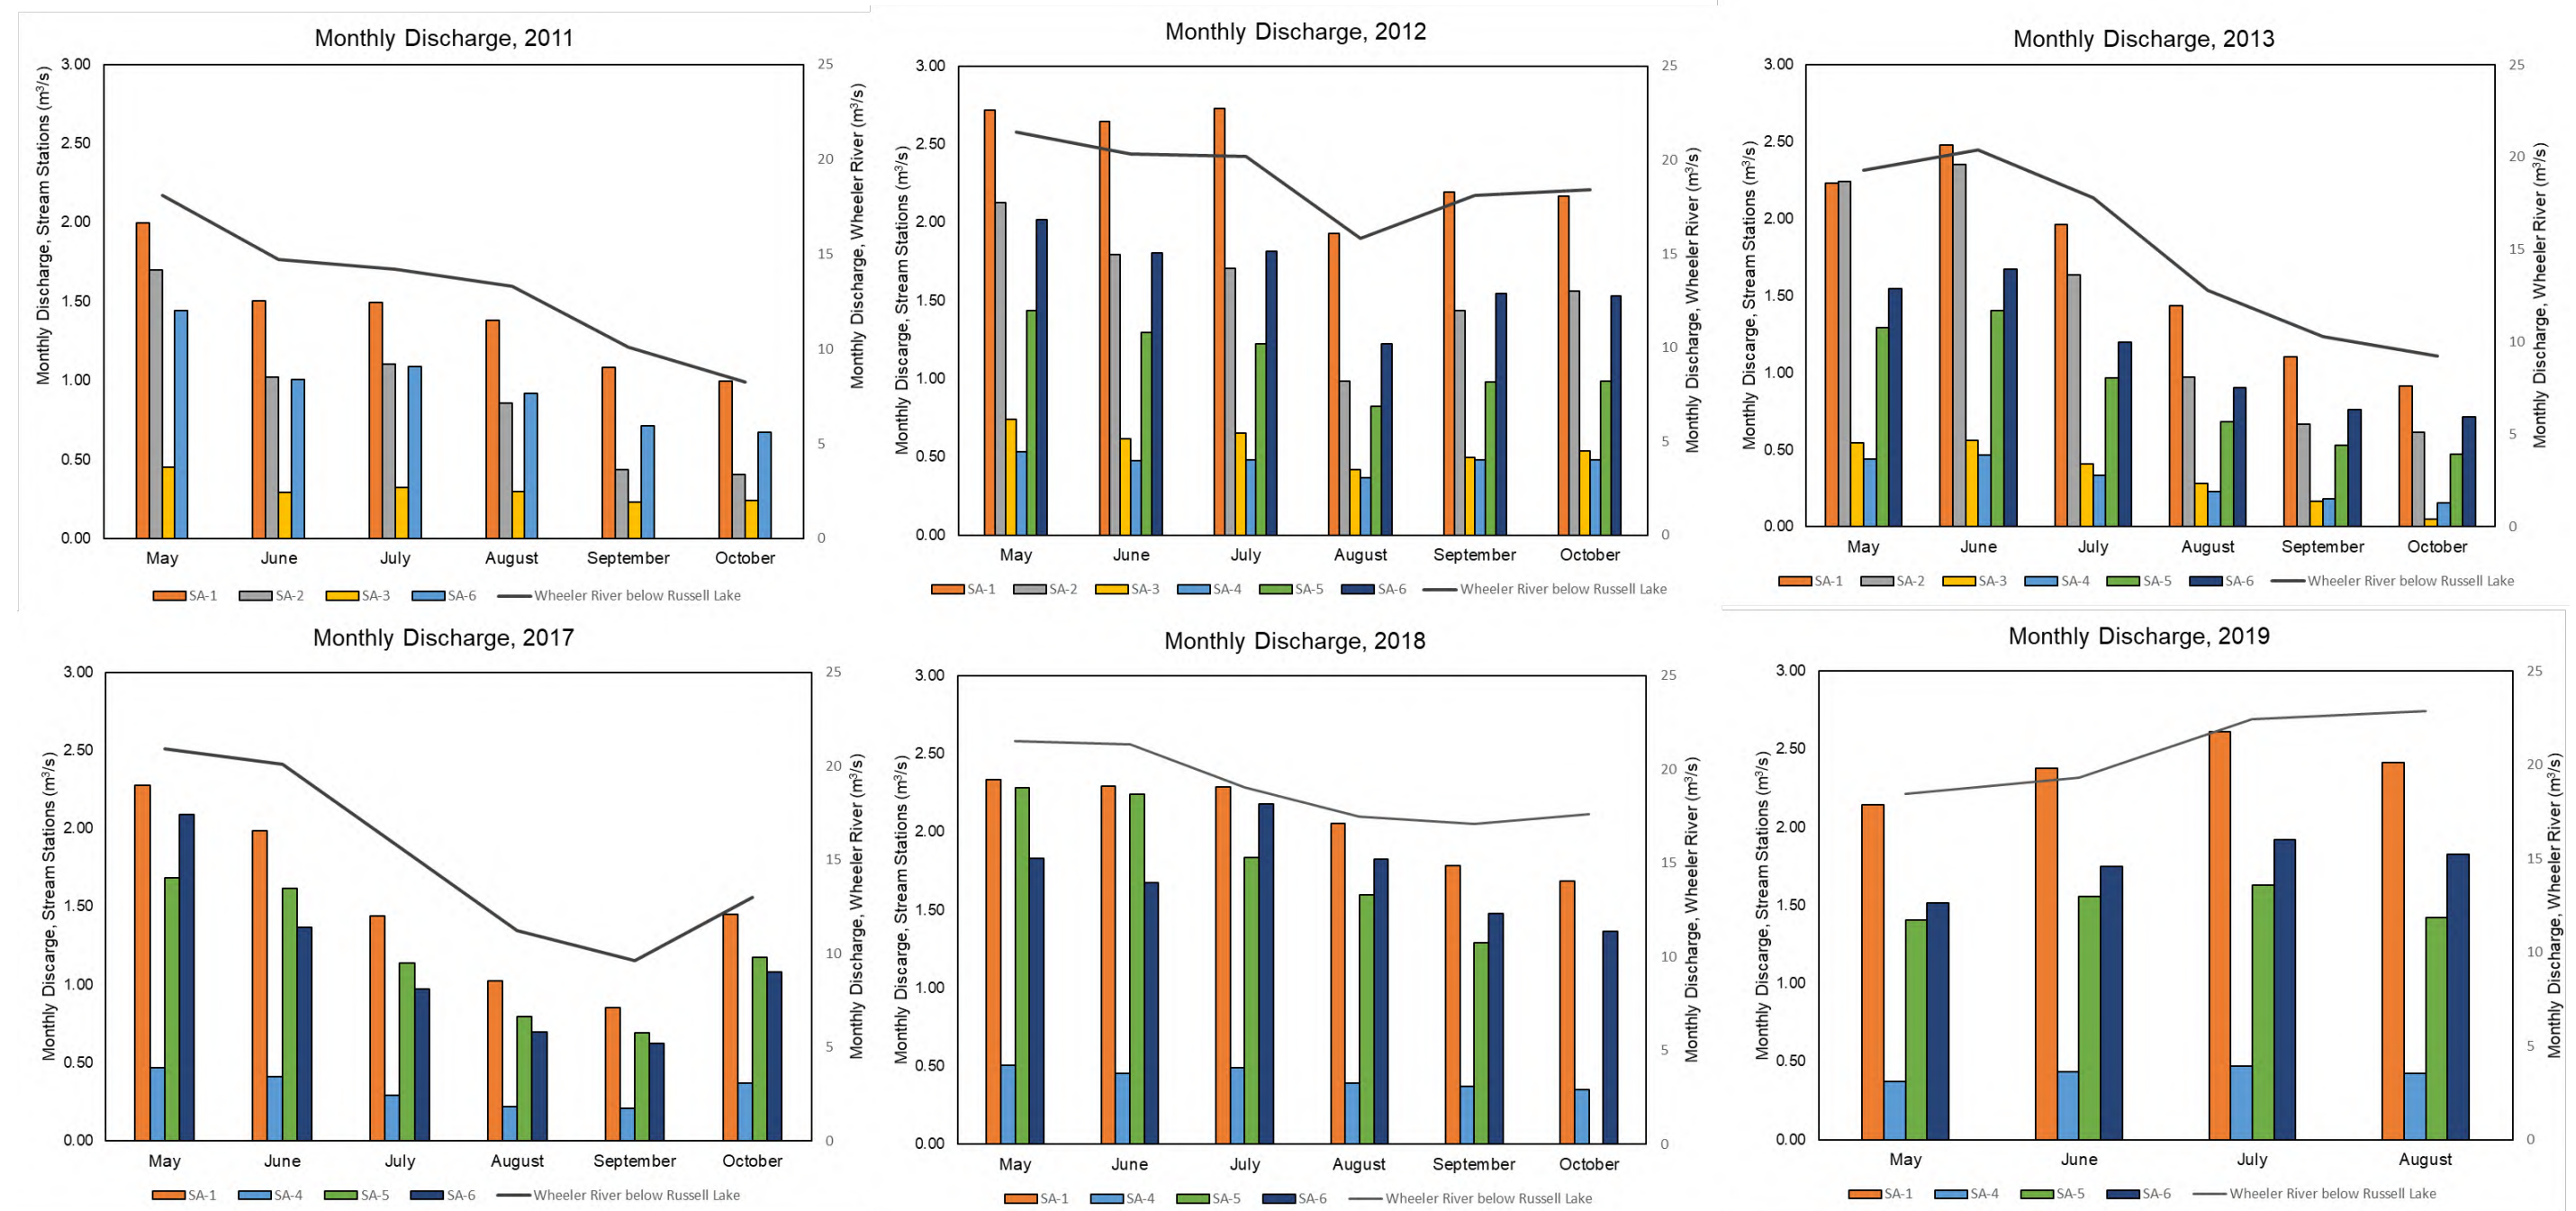 Monthly Discharge, 2011
Monthly Discharge, Stream Stations (m³/s)
3.00
2.50
2.00
1.50
1.00
0.50
0.00
25
20
15
10
5
0
Monthly Discharge, Wheeler River (m³/s)
May June July August September October
SA-1 SA-2 SA-3 SA-6 Wheeler River below Russell Lake
Monthly Discharge, 2012
Monthly Discarge, Stream Stations (m³/s)
3.00
2.50
2.00
1.50
1.00
0.50
0.00
25
20
15
10
5
0
Monthly Discharge, Wheeler River (m³/s)
May June July August September October
SA-1 SA-2 SA-3 SA-4 SA-5 SA-6 Wheeler River below Russell Lake
Monthly Discharge, 2013
Monthly Discarge, Stream Stations (m³/s)
3.00
2.50
2.00
1.50
1.00
0.50
0.00
25
20
15
10
5
0
Monthly Discharge, Wheeler River (m³/s)
May June July August September October
SA-1 SA-2 SA-3 SA-4 SA-5 SA-6 Wheeler River below Russell Lake
Monthly Discharge, 2017
Monthly Discarge, Stream Stations (m³/s)
3.00
2.50
2.00
1.50
1.00
0.50
0.00
25
20
15
10
5
0
Monthly Discharge, Wheeler River (m³/s)
May June July August September October
SA-1 SA-4 SA-5 SA-6 Wheeler River below Russell Lake
Monthly Discharge, 2018
Monthly Discarge, Stream Stations (m³/s)
3.00
2.50
2.00
1.50
1.00
0.50
0.00
25
20
15
10
5
0
Monthly Discharge, Wheeler River (m³/s)
May June July August September October
SA-1 SA-4 SA-5 SA-6 Wheeler River below Russell Lake
Monthly Discharge, 2019
Monthly Discarge, Stream Stations (m³/s)
3.00
2.50
2.00
1.50
1.00
0.50
0.00
25
20
15
10
5
0
Monthly Discharge, Wheeler River (m³/s)
May June July August
SA-1 SA-4 SA-5 SA-6 Wheeler River below Russell Lake